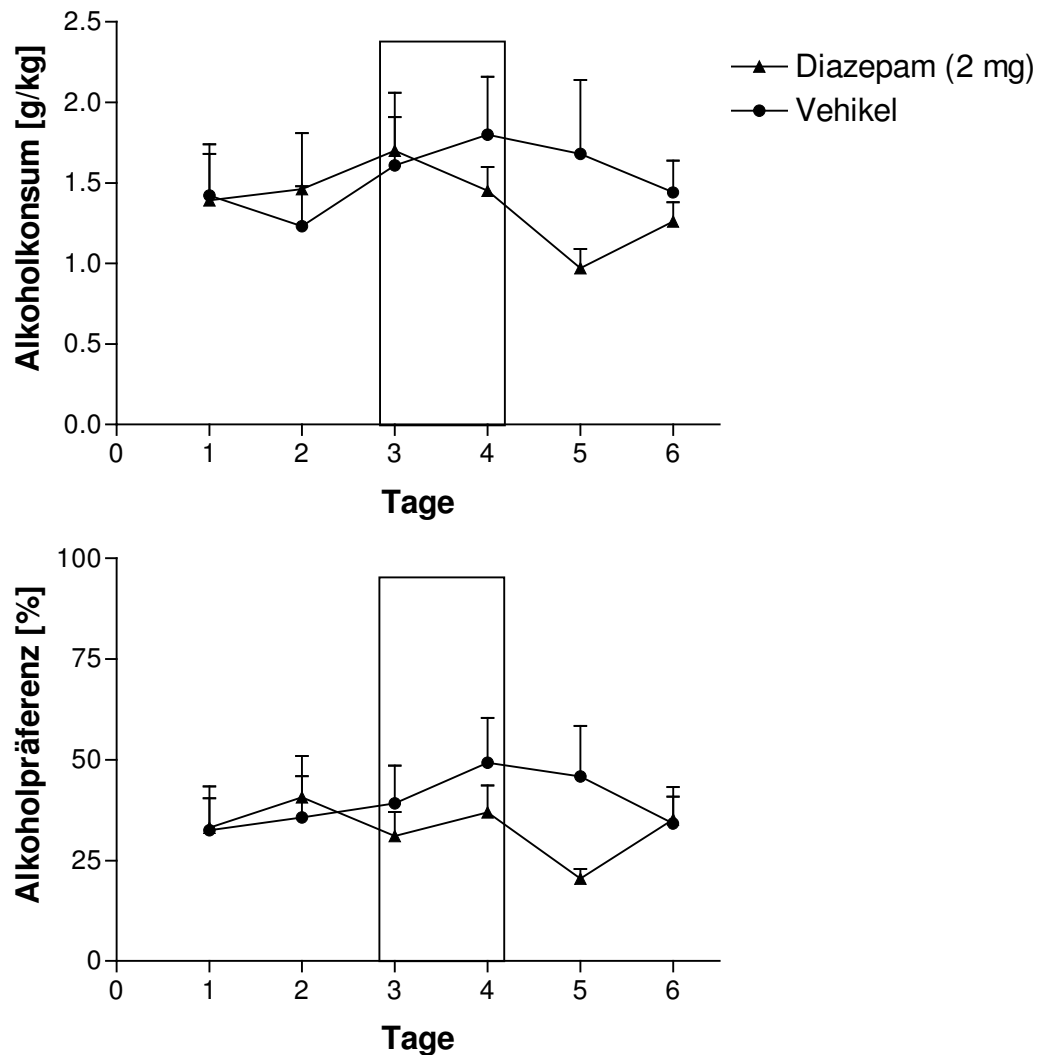 2.5
2.0
1.5
1.0
0.5
0.0
Alkoholkonsum [g/kg]
0 1 2 3 4 5 6
Tage
Diazepam (2 mg)
Vehikel
100
75
50
25
0
Alkoholpräferenz [%]
0 1 2 3 4 5 6
Tage